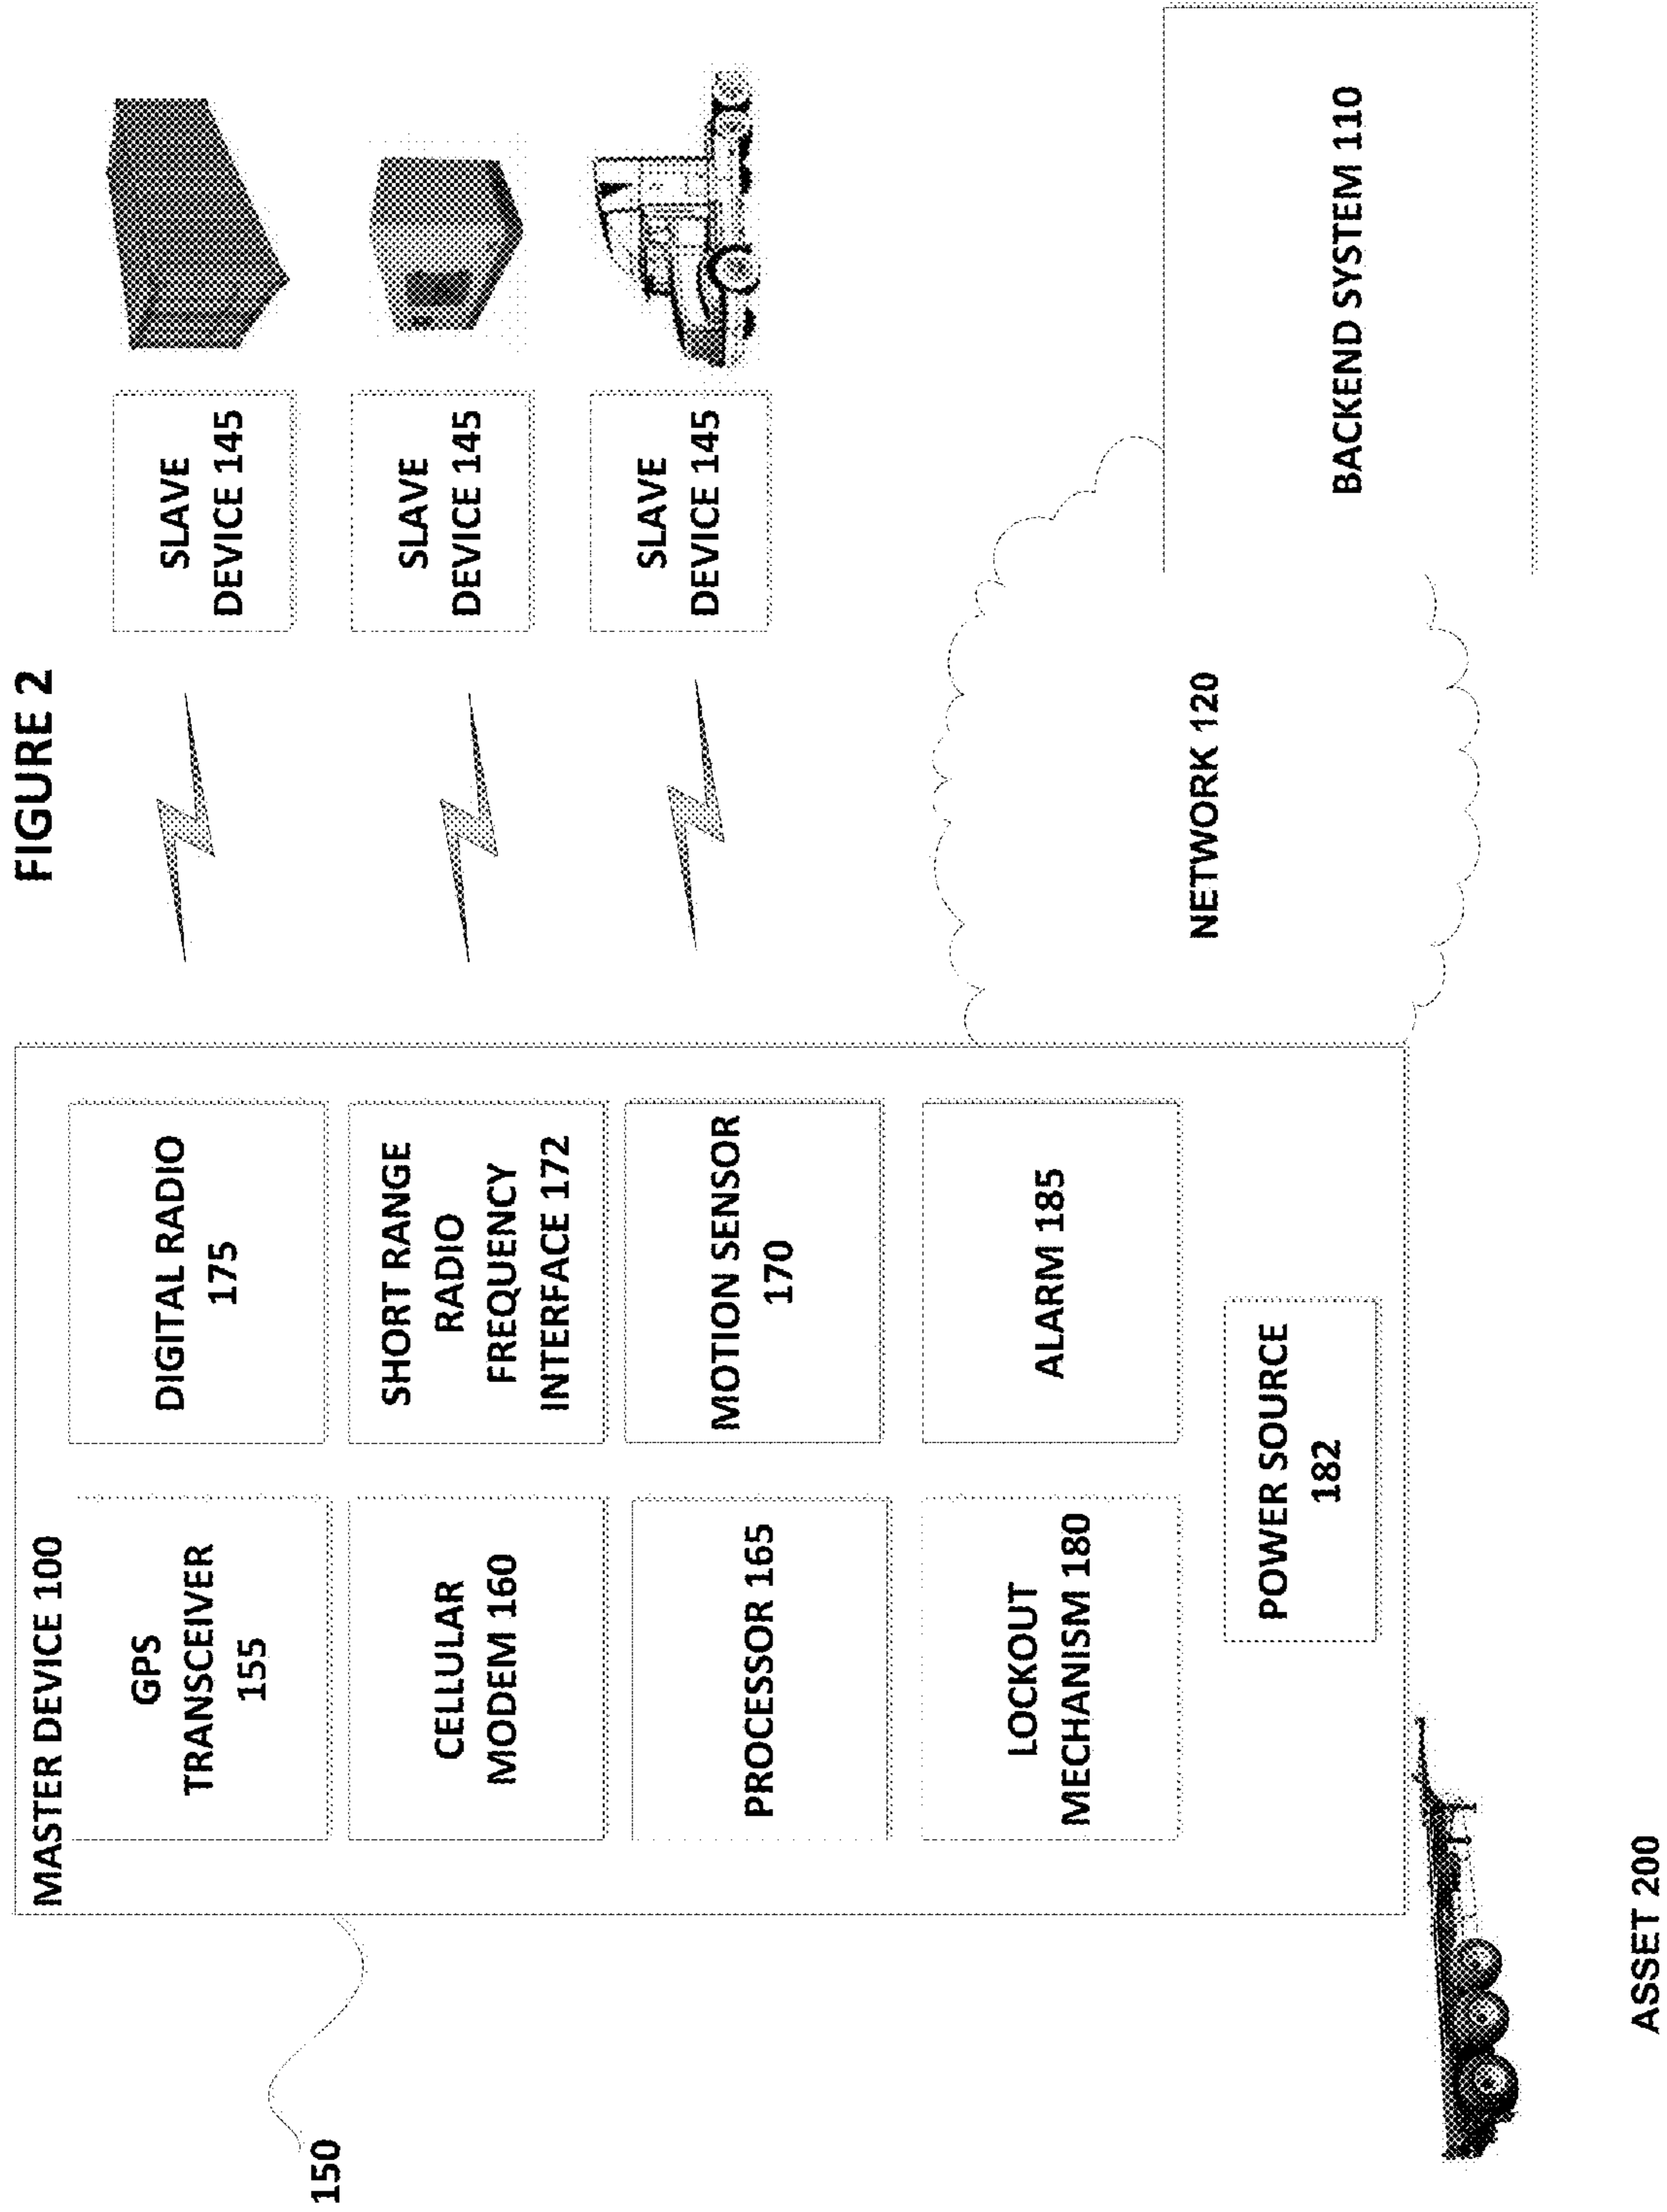 FIGURE 2
MASTER DEVICE 100
GPS
TRANSCEIVER
155
DIGITAL RADIO
175
SLAVE
DEVICE 145
CELLULAR
MODEM 160
SHORT RANGE
RADIO
FREQUENCY
INTERFACE 172
SLAVE
DEVICE 145
PROCESSOR 165
MOTION SENSOR
170
SLAVE
DEVICE 145
LOCKOUT
MECHANISM 180
ALARM 185
POWER SOURCE
182
NETWORK 120
BACKEND SYSTEM 110
150
ASSET 200